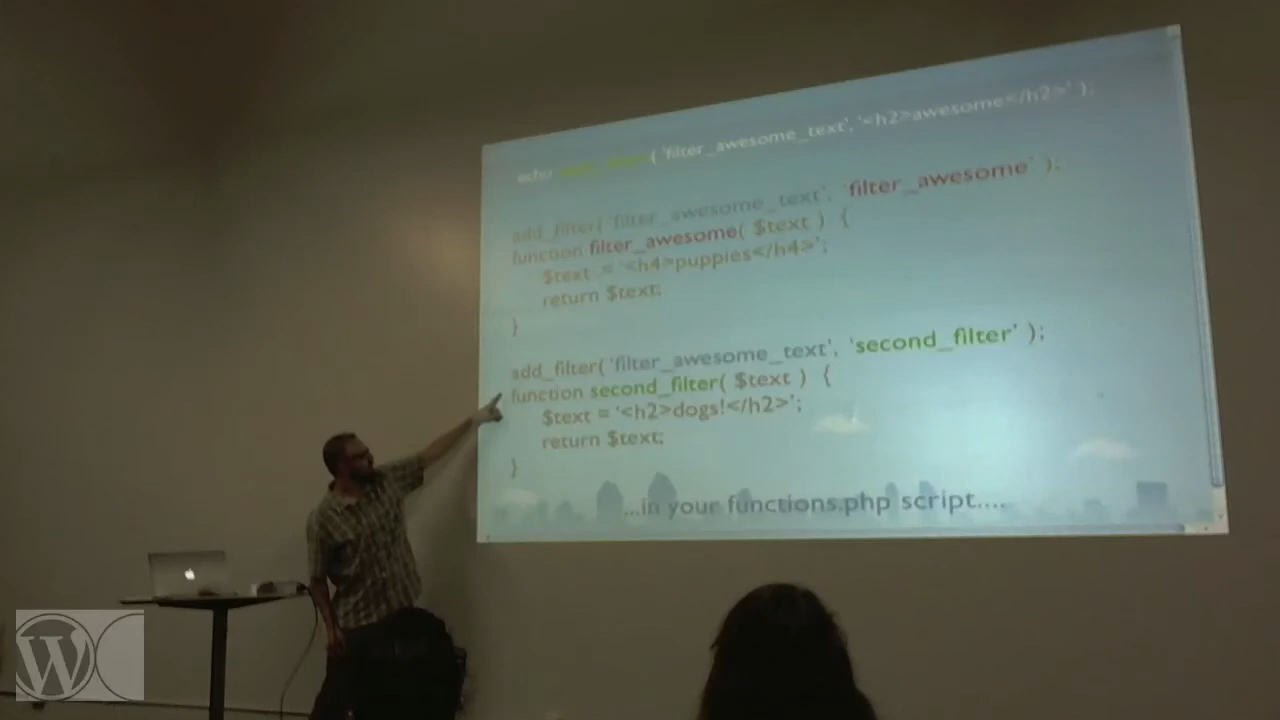 echo ( 'filter_awesome_text', '<h2>awesome</h2>' );
add_filter( 'filter_awesome_text', 'filter_awesome' );
function filter_awesome( $text ) {
$text .= '<h4>puppies</h4>';
return $text;
}
add_filter( 'filter_awesome_text', 'second_filter' );
function second_filter( $text ) {
$text = '<h2>dogs!</h2>';
return $text;
}
...in your functions.php script....
W